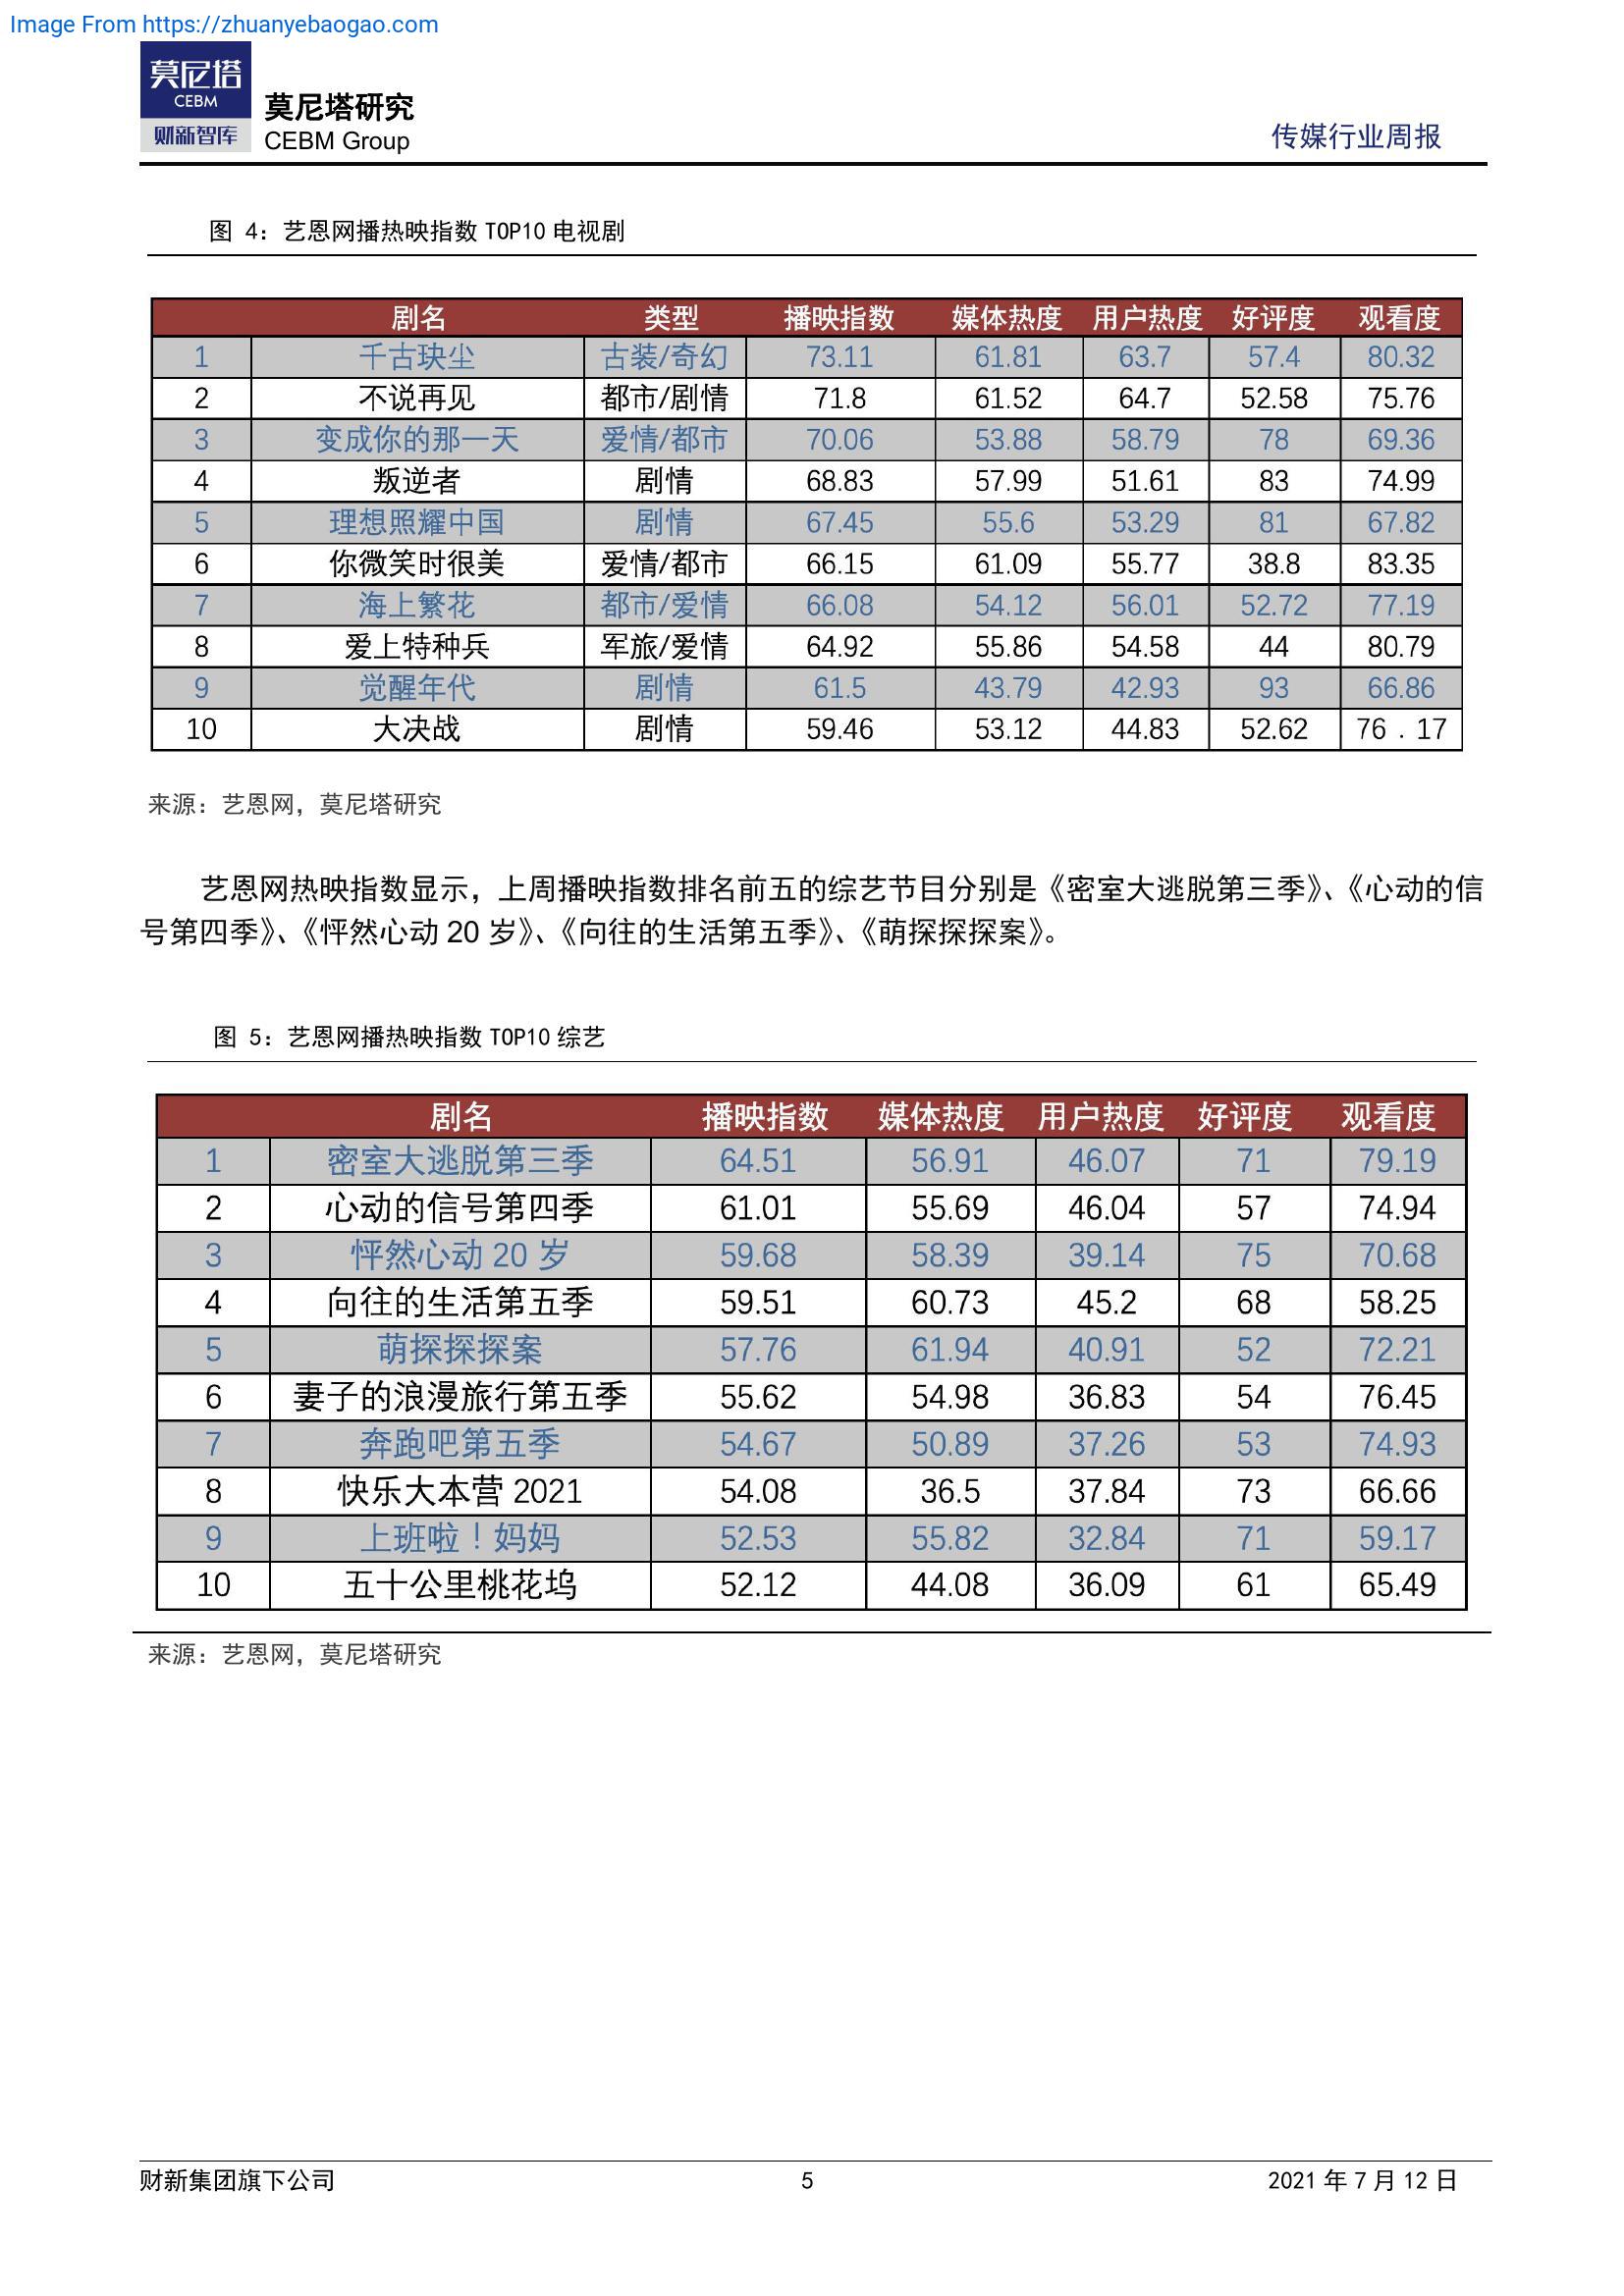 Image From https://zhuanyebaogao.com
莫尼塔
CEBM
财新智库
莫尼塔研究
CEBM Group
传媒行业周报
图 4：艺恩网播热映指数 TOP10 电视剧
剧名 类型 播映指数 媒体热度 用户热度 好评度 观看度
1 千古玦尘 古装/奇幻 73.11 61.81 63.7 57.4 80.32
2 不说再见 都市/剧情 71.8 61.52 64.7 52.58 75.76
3 变成你的那一天 爱情/都市 70.06 53.88 58.79 78 69.36
4 叛逆者 剧情 68.83 57.99 51.61 83 74.99
5 理想照耀中国 剧情 67.45 55.6 53.29 81 67.82
6 你微笑时很美 爱情/都市 66.15 61.09 55.77 38.8 83.35
7 海上繁花 都市/爱情 66.08 54.12 56.01 52.72 77.19
8 爱上特种兵 军旅/爱情 64.92 55.86 54.58 44 80.79
9 觉醒年代 剧情 61.5 43.79 42.93 93 66.86
10 大决战 剧情 59.46 53.12 44.83 52.62 76．17
来源：艺恩网，莫尼塔研究
艺恩网热映指数显示，上周播映指数排名前五的综艺节目分别是《密室大逃脱第三季》、《心动的信
号第四季》、《怦然心动 20 岁》、《向往的生活第五季》、《萌探探探案》。
图 5：艺恩网播热映指数 TOP10 综艺
剧名 播映指数 媒体热度 用户热度 好评度 观看度
1 密室大逃脱第三季 64.51 56.91 46.07 71 79.19
2 心动的信号第四季 61.01 55.69 46.04 57 74.94
3 怦然心动 20 岁 59.68 58.39 39.14 75 70.68
4 向往的生活第五季 59.51 60.73 45.2 68 58.25
5 萌探探探案 57.76 61.94 40.91 52 72.21
6 妻子的浪漫旅行第五季 55.62 54.98 36.83 54 76.45
7 奔跑吧第五季 54.67 50.89 37.26 53 74.93
8 快乐大本营 2021 54.08 36.5 37.84 73 66.66
9 上班啦！妈妈 52.53 55.82 32.84 71 59.17
10 五十公里桃花坞 52.12 44.08 36.09 61 65.49
来源：艺恩网，莫尼塔研究
财新集团旗下公司 5 2021 年 7 月 12 日